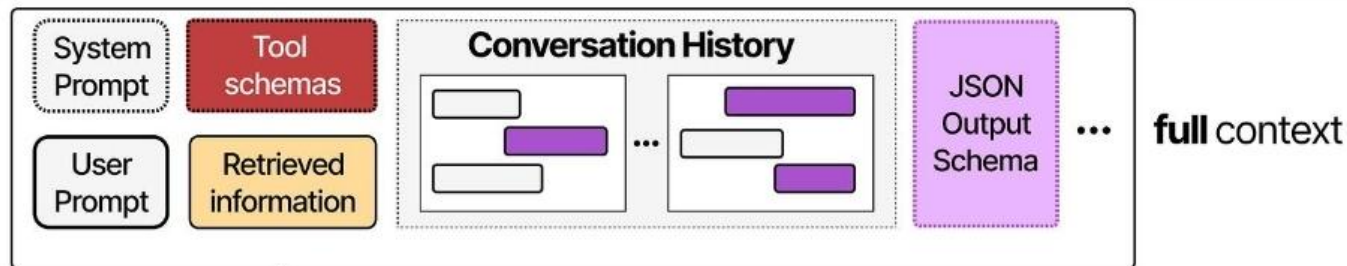 System
Prompt
Tool
schemas
Conversation History
...
JSON
Output
Schema
...
full context
User
Prompt
Retrieved
information